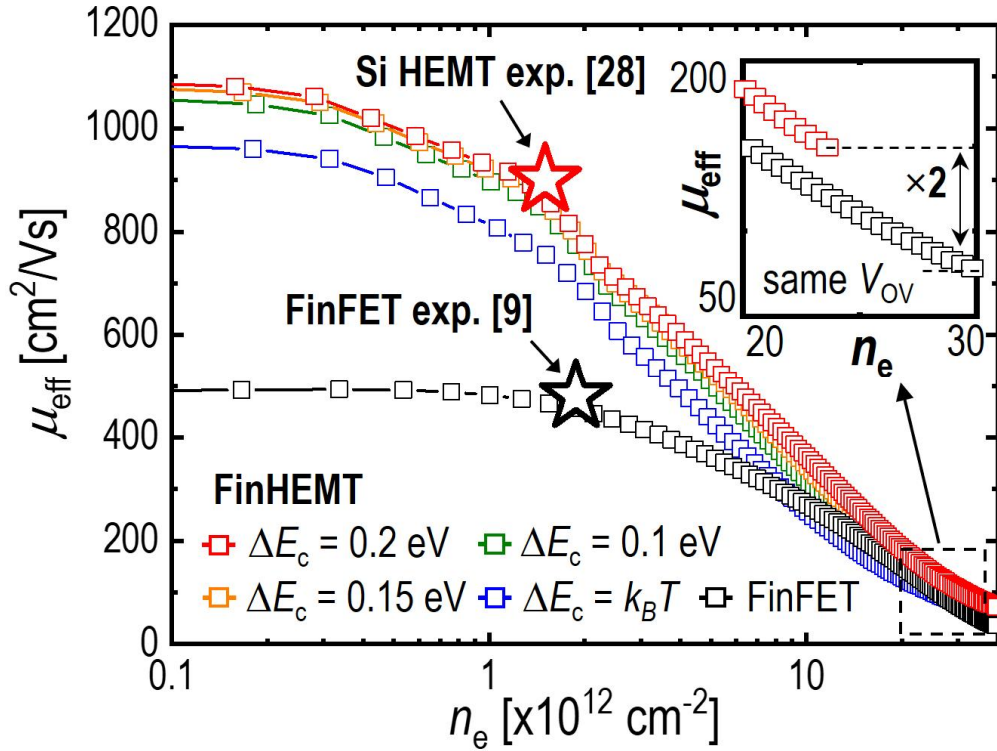 1200
1000
800
600
400
200
0
μeff [cm²/Vs]
Si HEMT exp. [28]
FinFET exp. [9]
FinHEMT
ΔEc = 0.2 eV
ΔEc = 0.1 eV
ΔEc = 0.15 eV
ΔEc = kBT
FinFET
200
50
μeff
×2
same VOV
20
ne
30
0.1
1
10
ne [x10¹² cm⁻²]